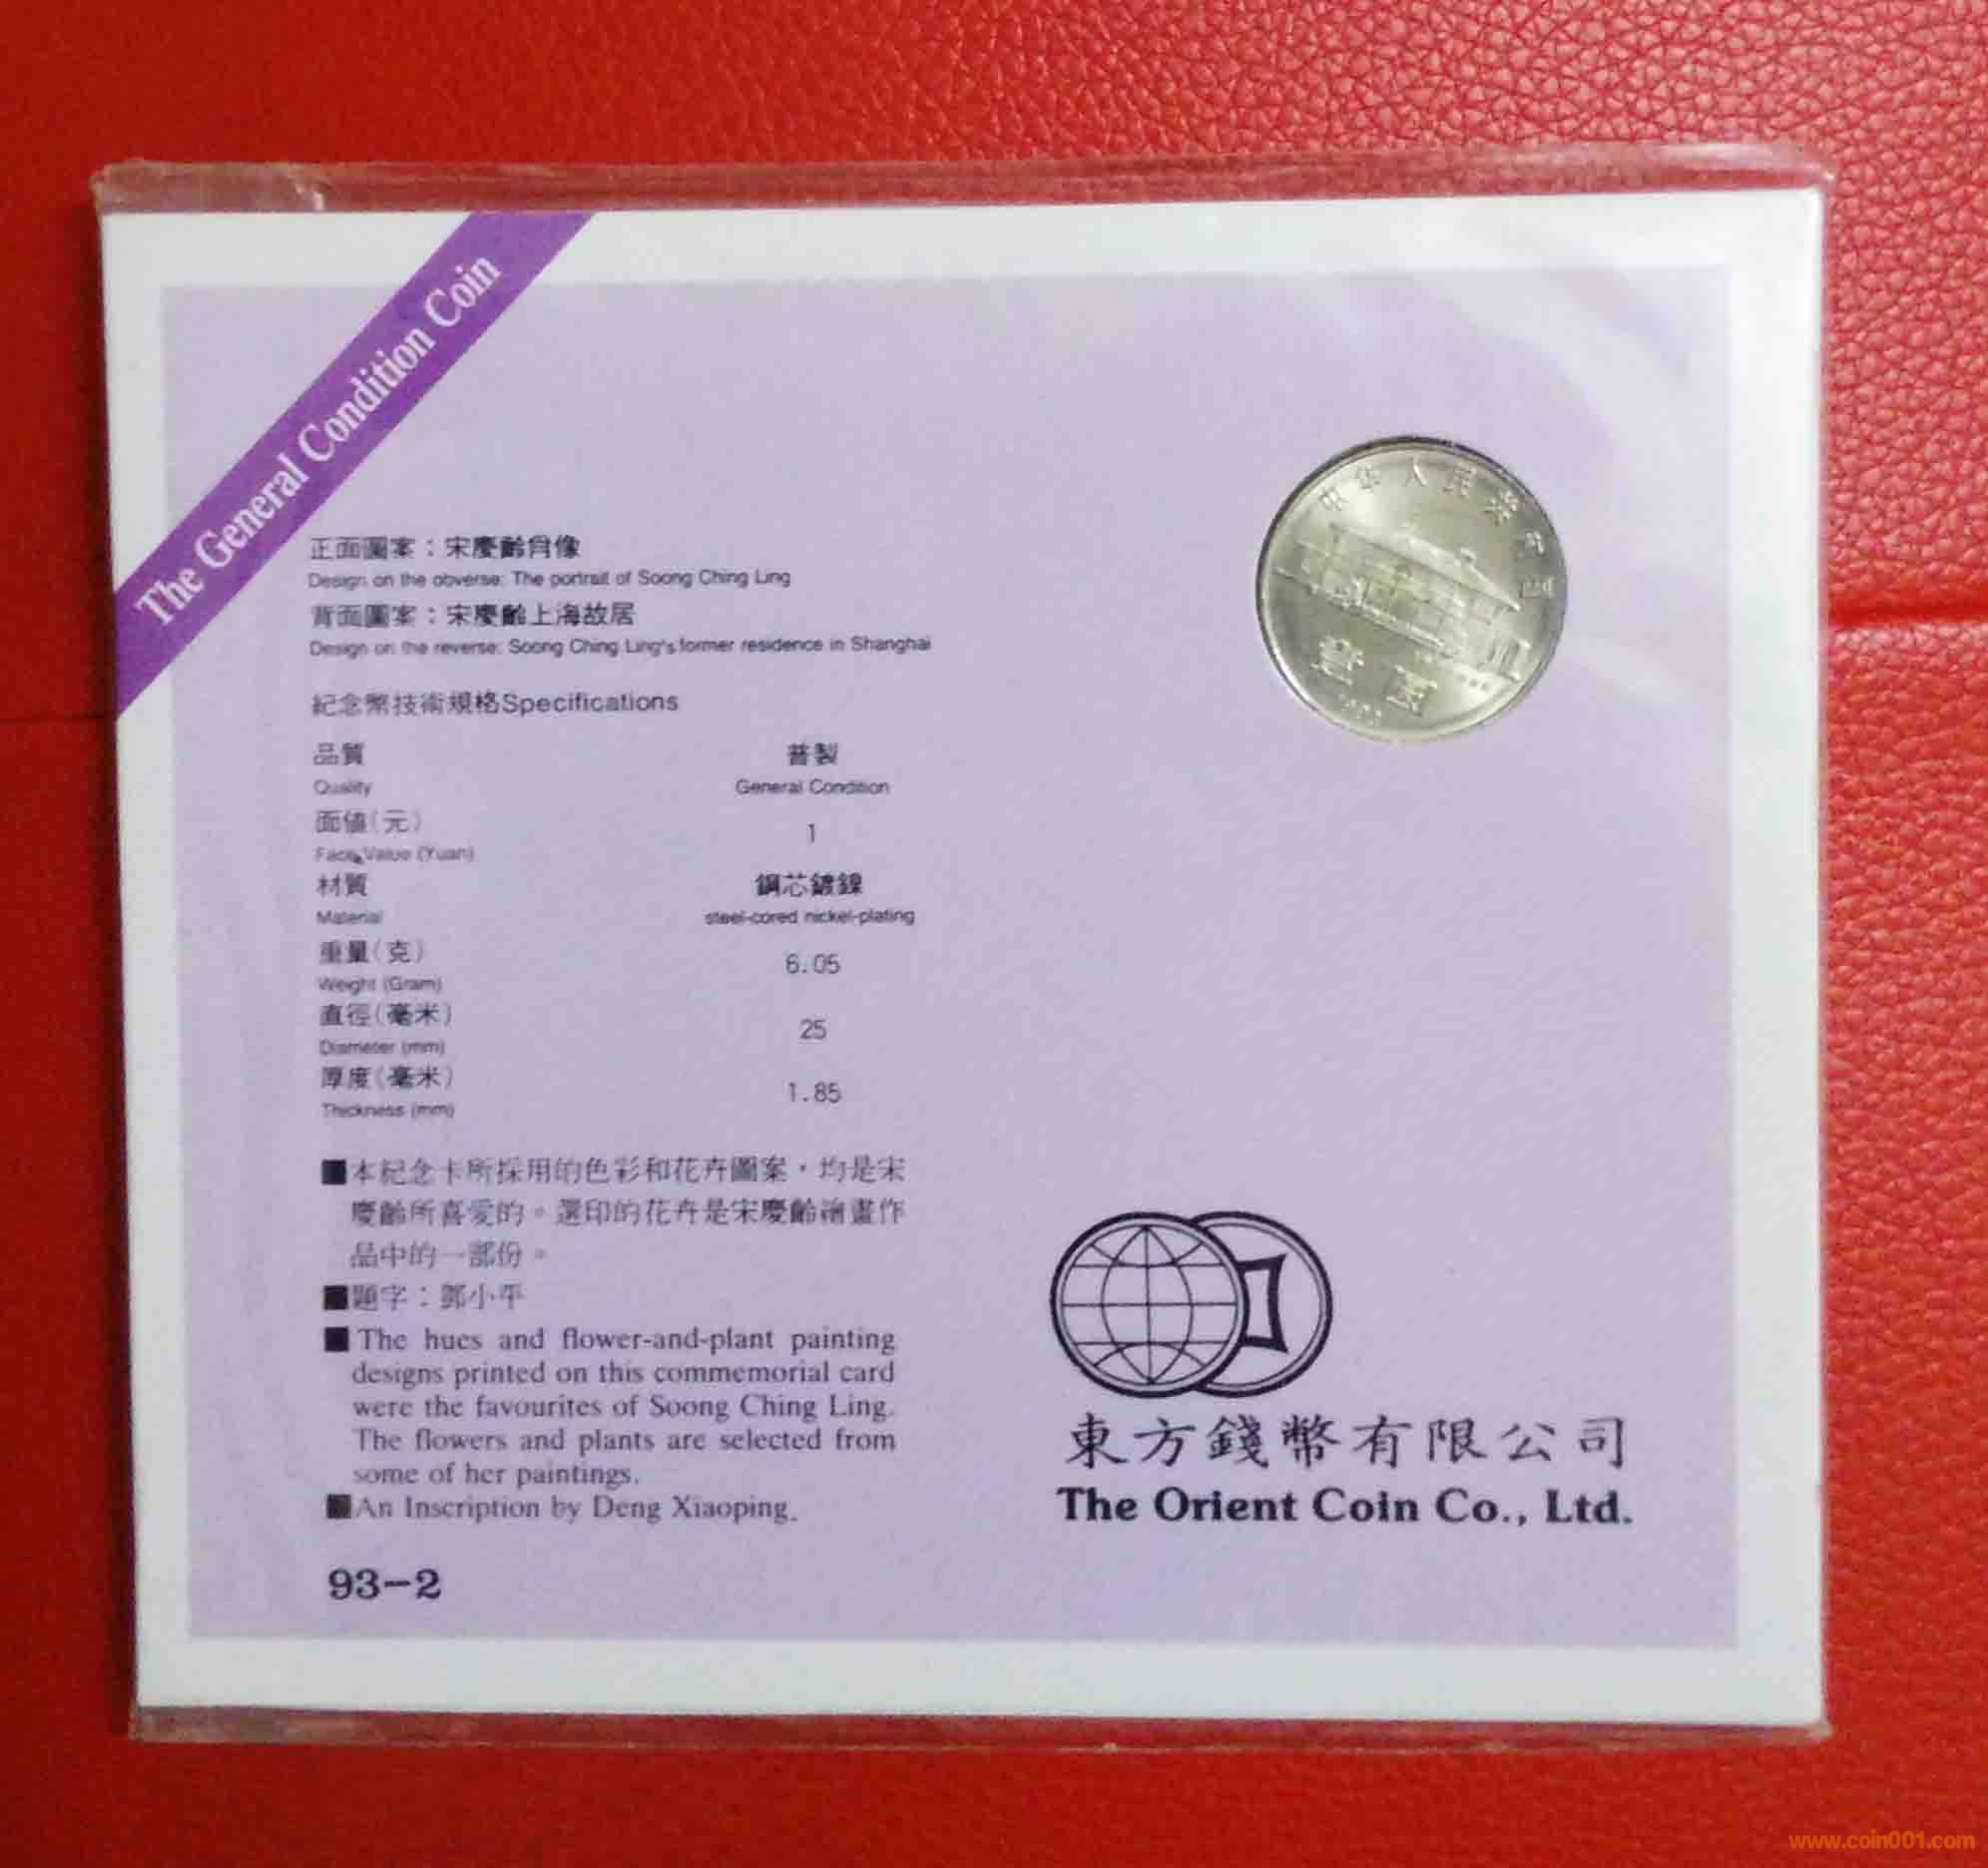 The General Condition Coin
正面圖案：宋慶齡肖像
Design on the obverse: The portrait of Soong Ching Ling
背面圖案：宋慶齡上海故居
Design on the reverse: Soong Ching Ling's former residence in Shanghai
紀念幣技術規格Specifications
品質 普製
Quality General Condition
面值(元) 1
Face Value (Yuan)
材質 鋼芯鍍鎳
Material steel-cored nickel-plating
重量(克) 6.05
Weight (Gram)
直徑(毫米) 25
Diameter (mm)
厚度(毫米) 1.85
Thickness (mm)
■本紀念卡所採用的色彩和花卉圖案，均是宋
慶齡所喜愛的。選印的花卉是宋慶齡繪畫作
品中的一部份。
■題字：鄧小平
■ The hues and flower-and-plant painting
designs printed on this commemorial card
were the favourites of Soong Ching Ling.
The flowers and plants are selected from
some of her paintings.
■An Inscription by Deng Xiaoping.
93-2
中华人民共和国
壹圆
東方錢幣有限公司
The Orient Coin Co., Ltd.
www.coin001.com